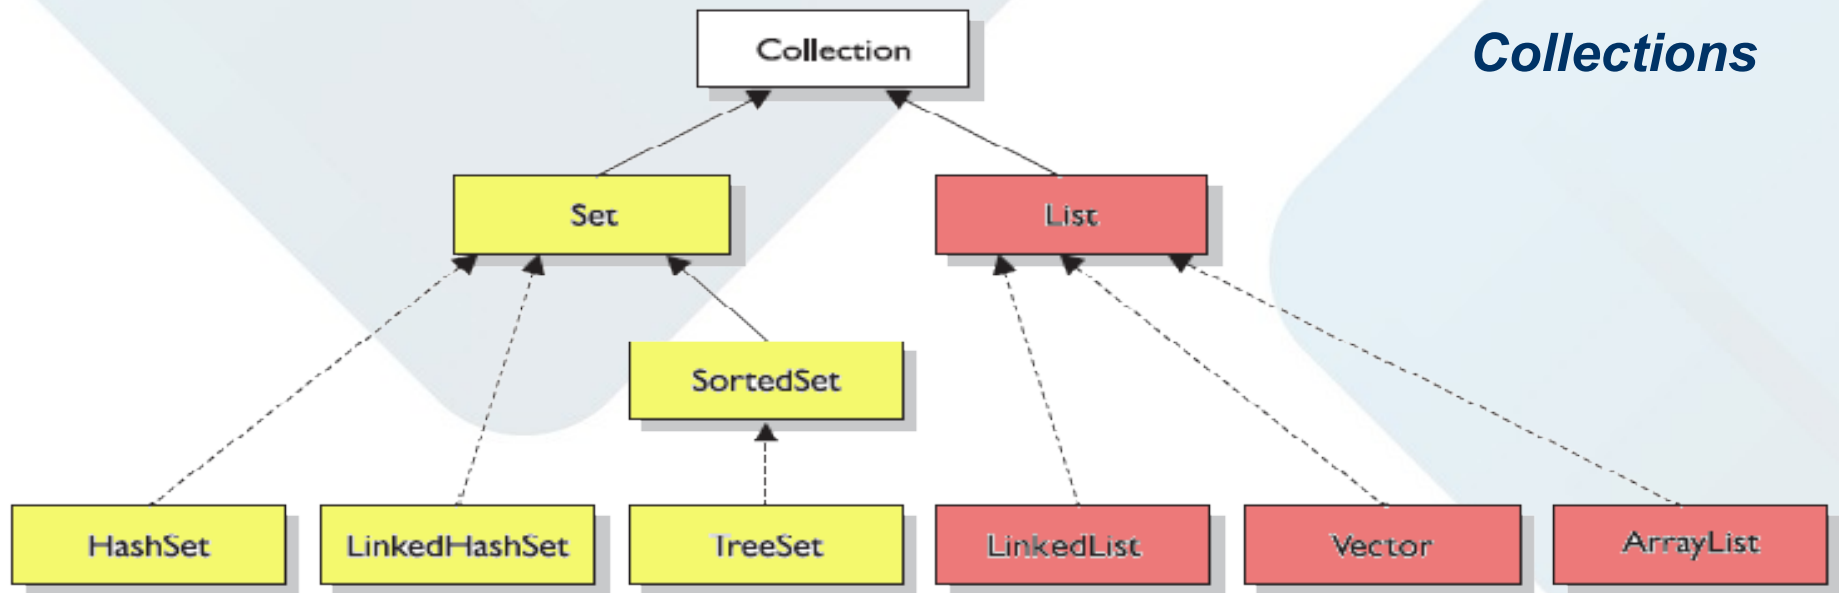 Collections
Collection
Set
List
SortedSet
HashSet
LinkedHashSet
TreeSet
LinkedList
Vector
ArrayList